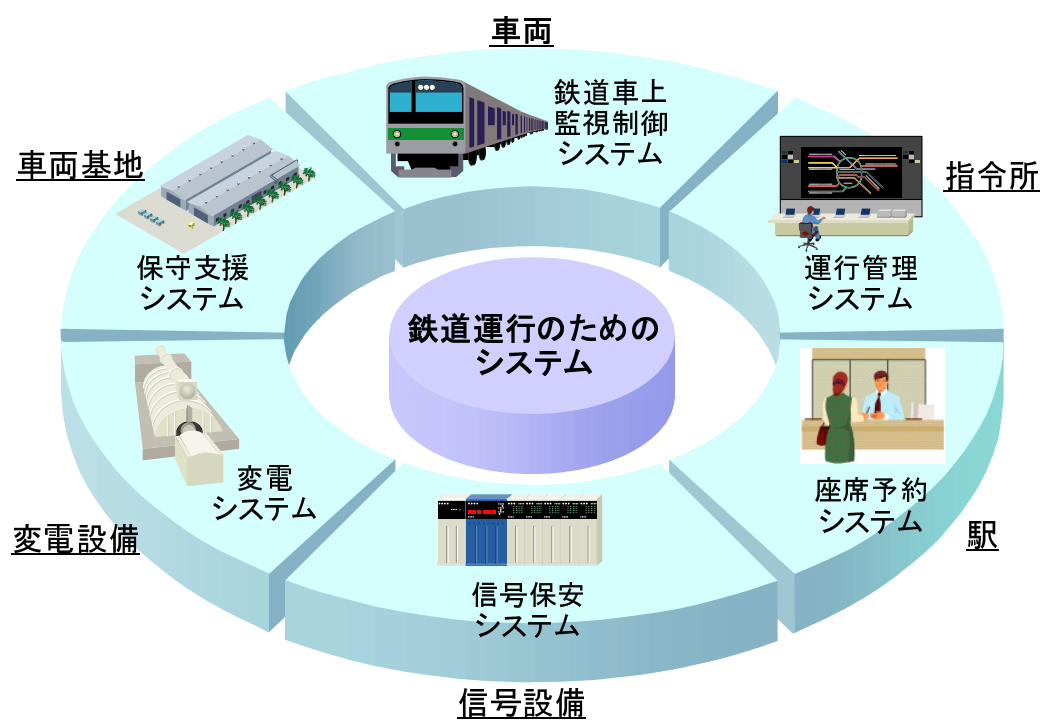 車両
鉄道車上
監視制御
システム
指令所
運行管理
システム
座席予約
システム
駅
信号保安
システム
信号設備
変電
システム
変電設備
車両基地
保守支援
システム
鉄道運行のための
システム